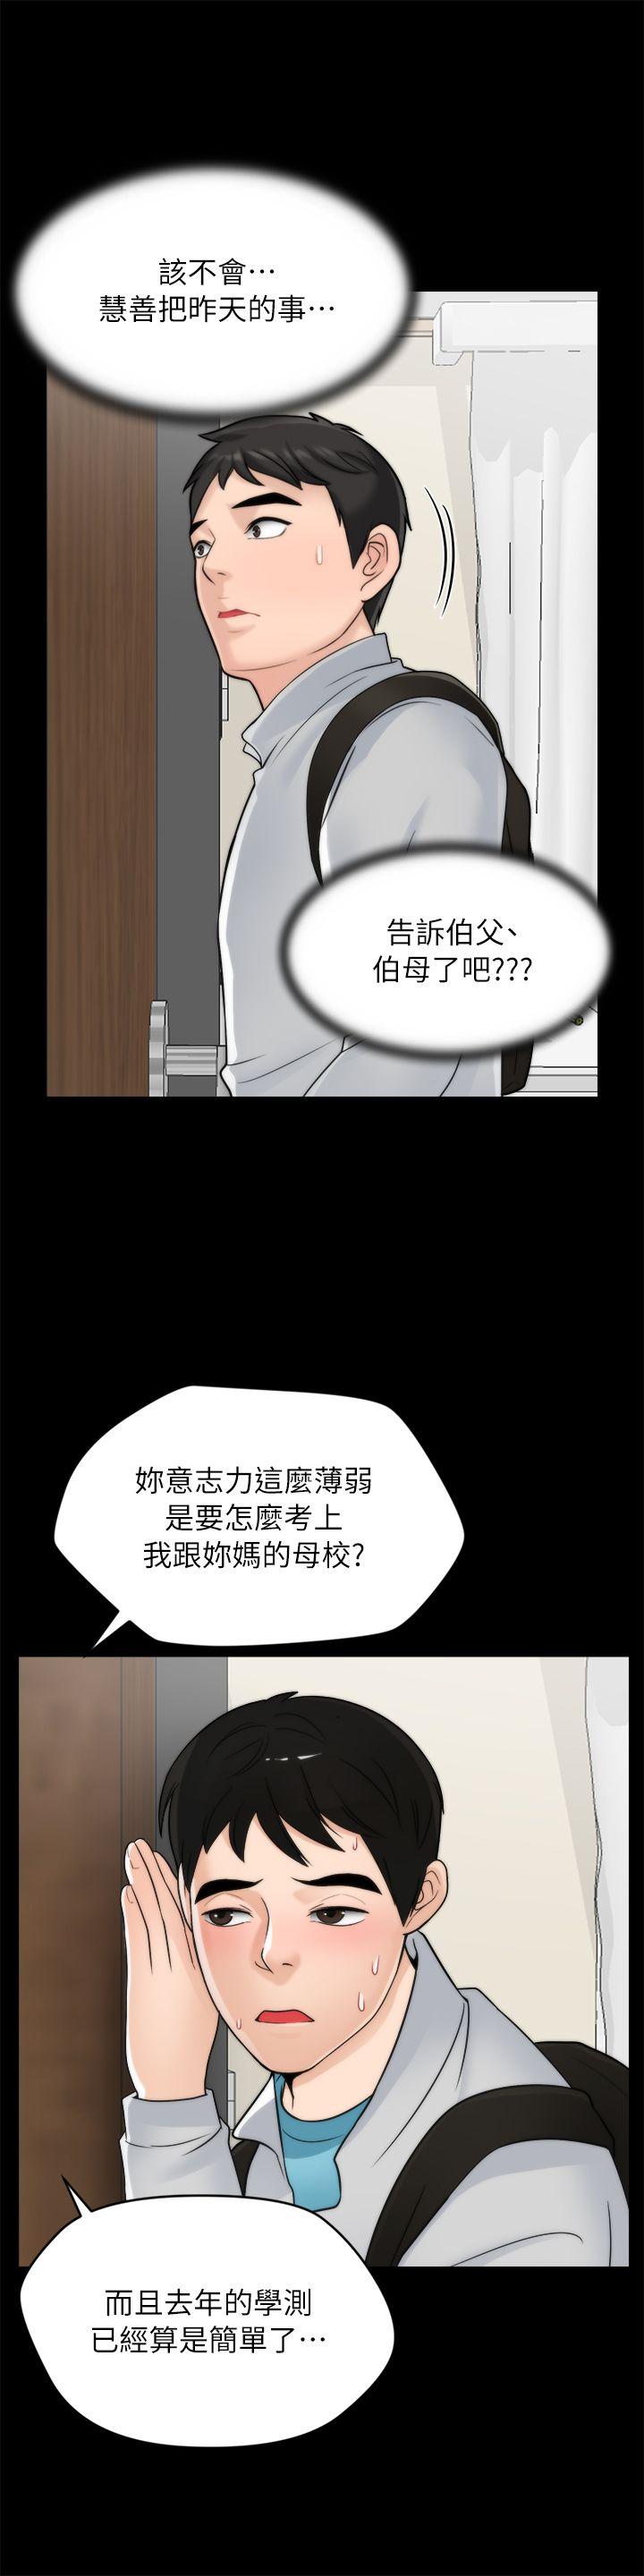 該不會⋯
慧善把昨天的事⋯
告訴伯父、
伯母了吧???
妳意志力這麼薄弱
是要怎麼考上
我跟妳媽的母校?
而且去年的學測
已經算是簡單了⋯